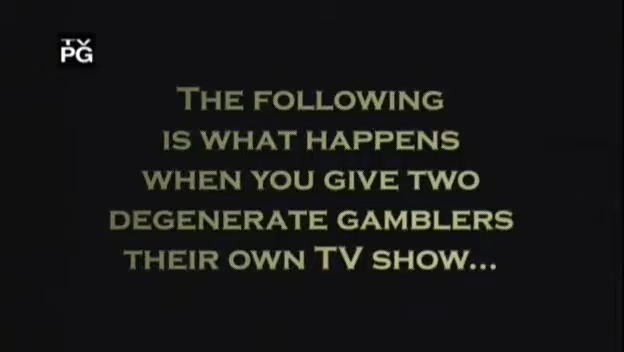 TV
PG
THE FOLLOWING
IS WHAT HAPPENS
WHEN YOU GIVE TWO
DEGENERATE GAMBLERS
THEIR OWN TV SHOW...